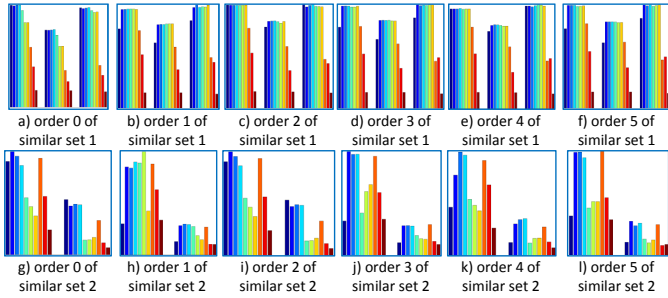 a) order 0 of
similar set 1
b) order 1 of
similar set 1
c) order 2 of
similar set 1
d) order 3 of
similar set 1
e) order 4 of
similar set 1
f) order 5 of
similar set 1
g) order 0 of
similar set 2
h) order 1 of
similar set 2
i) order 2 of
similar set 2
j) order 3 of
similar set 2
k) order 4 of
similar set 2
l) order 5 of
similar set 2